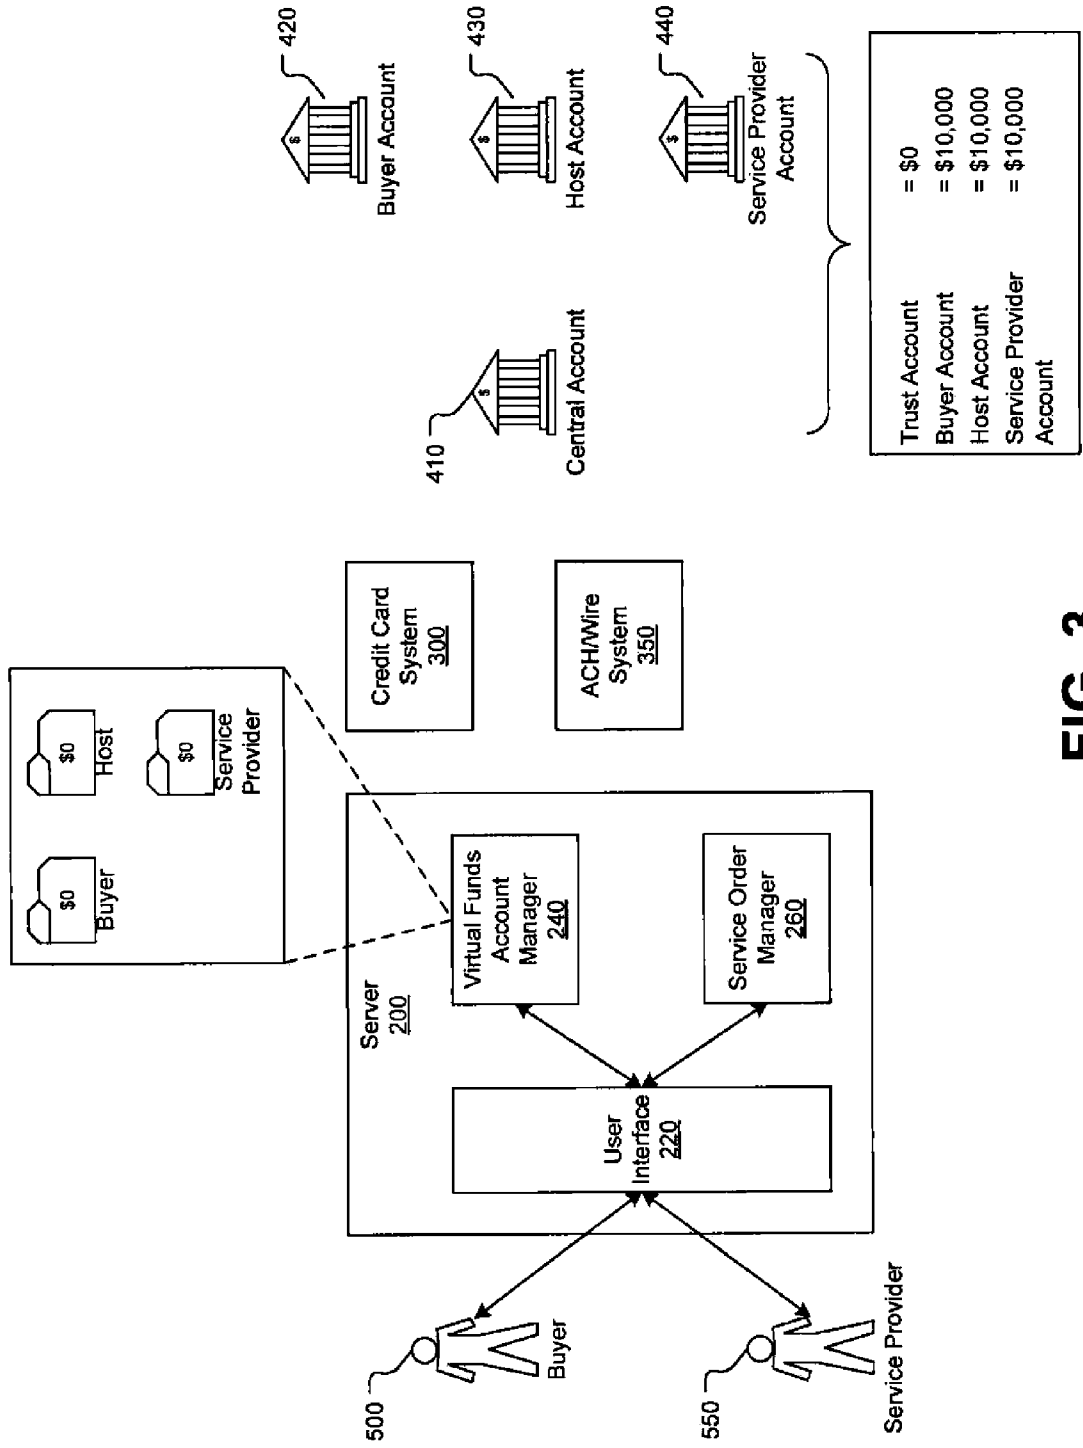 Buyer
$0
Host
$0
Service
Provider
$0
Server
200
Virtual Funds
Account
Manager
240
Service Order
Manager
260
User
Interface
220
500
Buyer
550
Service Provider
Credit Card
System
300
ACH/Wire
System
350
410
$
Central Account
420
$
Buyer Account
430
$
Host Account
440
$
Service Provider
Account
Trust Account = $0
Buyer Account = $10,000
Host Account = $10,000
Service Provider = $10,000
Account